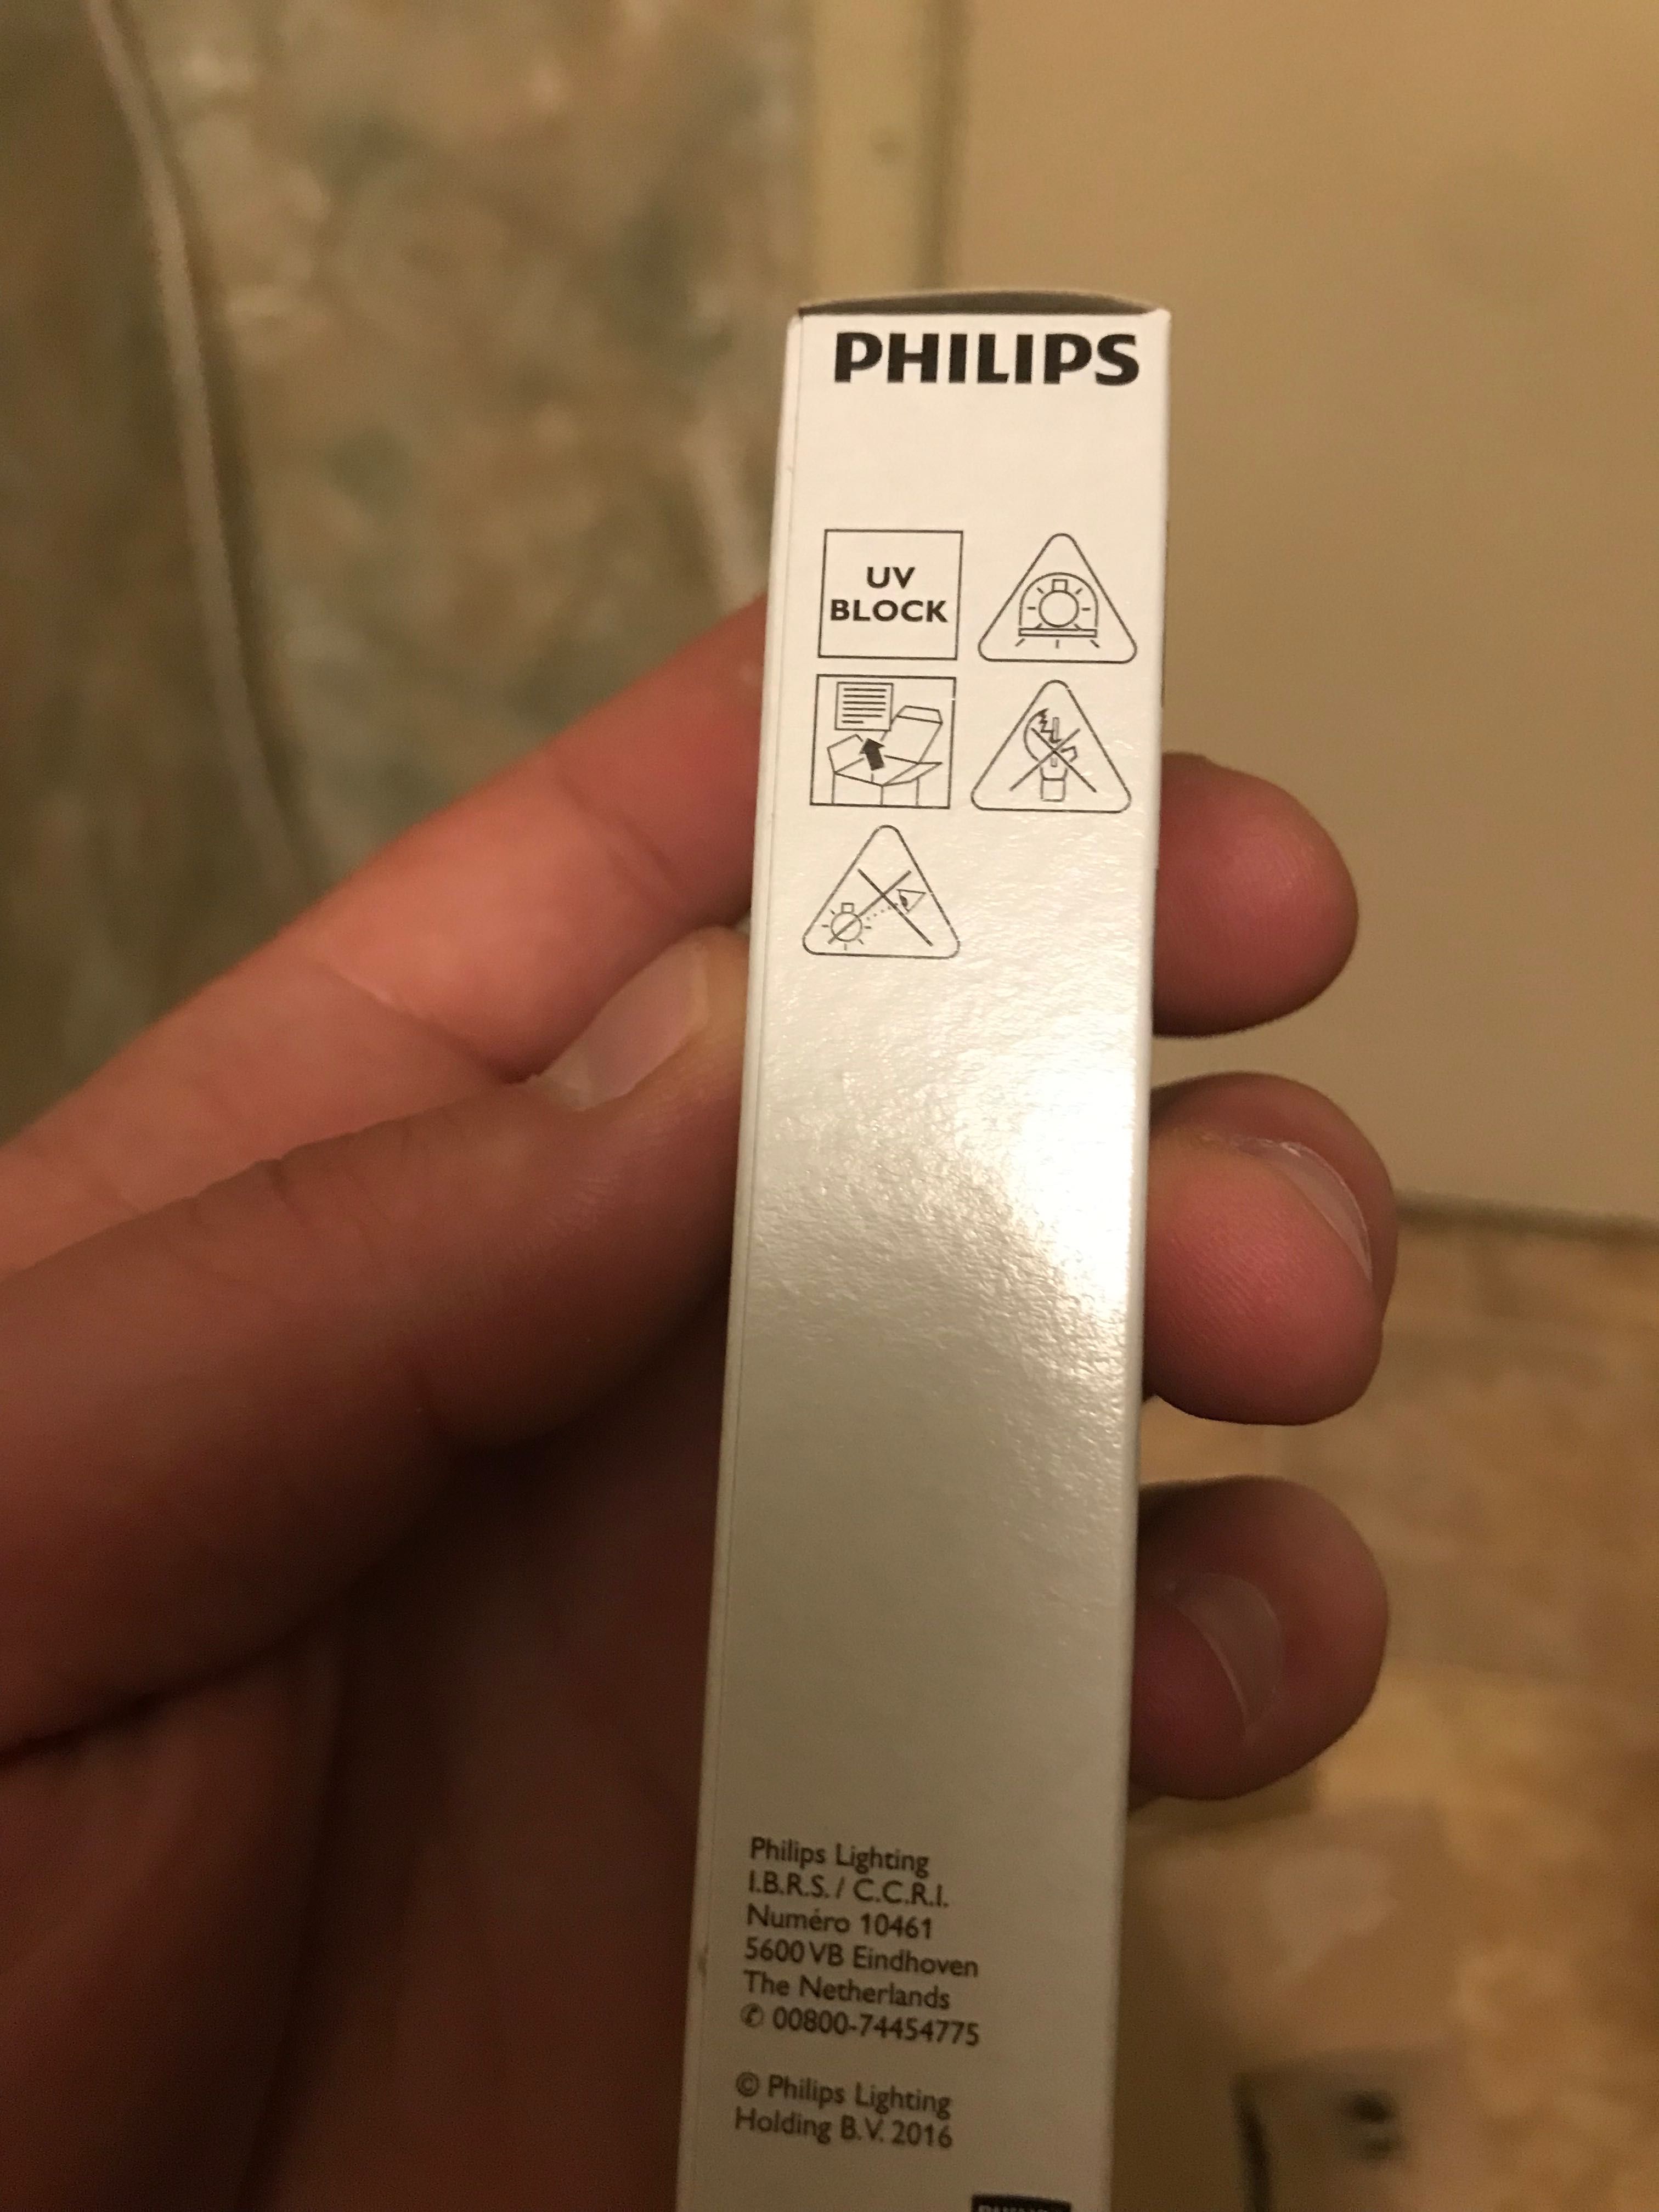 PHILIPS
UV
BLOCK
Philips Lighting
I.B.R.S. / C.C.R.I.
Numéro 10461
5600 VB Eindhoven
The Netherlands
✆ 00800-74454775
© Philips Lighting
Holding B.V. 2016